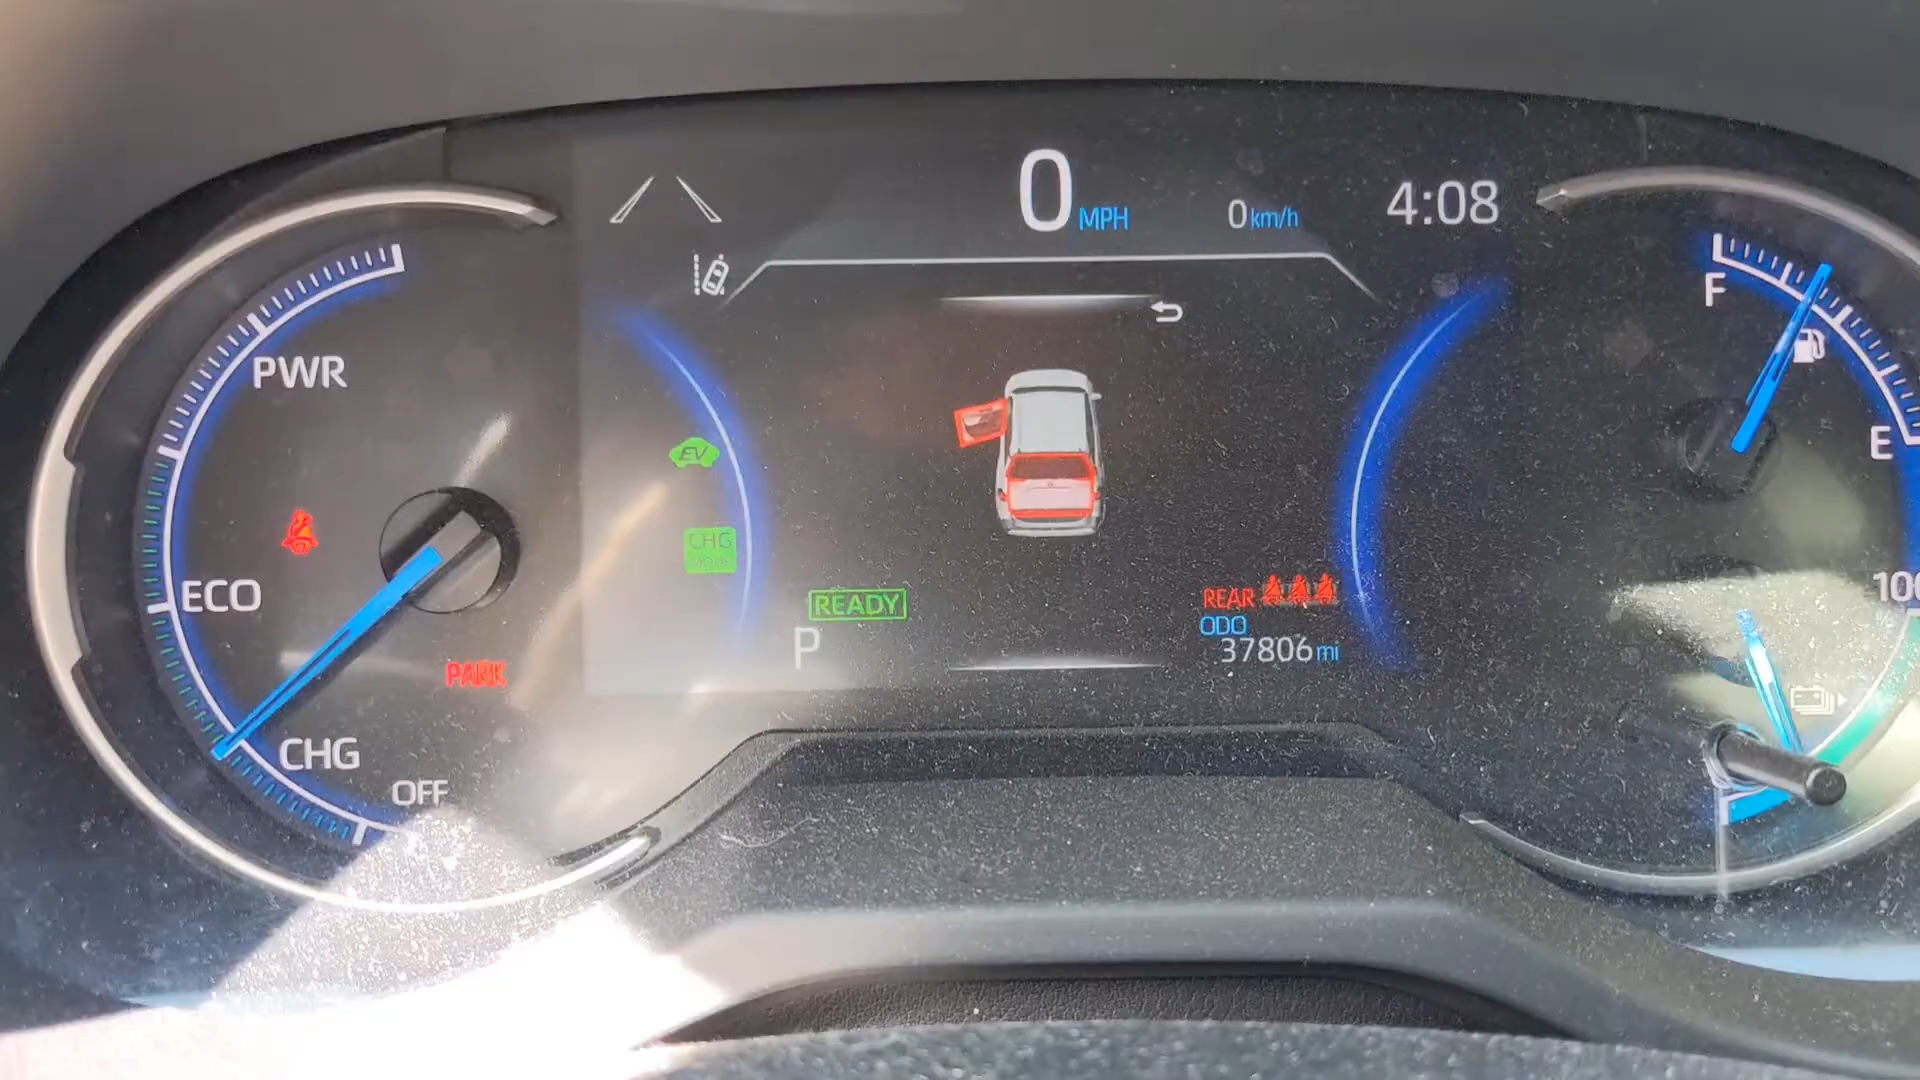 0 MPH 0 km/h 4:08
F
PWR
E
EV
CHG
MODE
100
ECO
READY
REAR
ODO
P
37806 mi
PARK
CHG
OFF